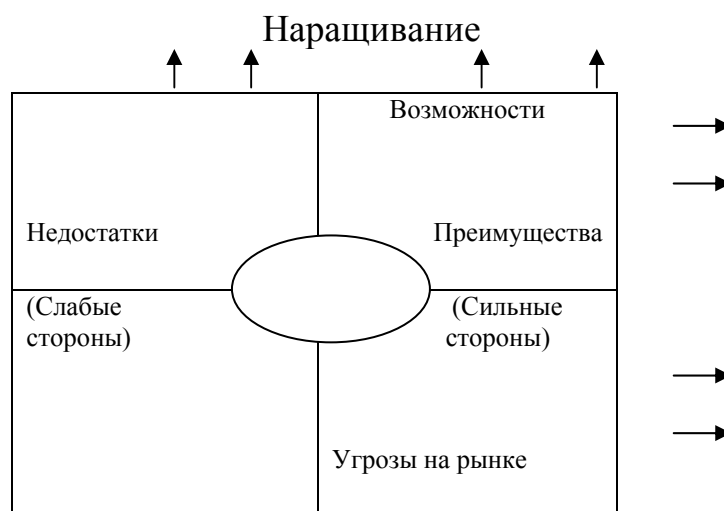 Наращивание
Возможности
Недостатки
Преимущества
(Слабые
стороны)
(Сильные
стороны)
Угрозы на рынке